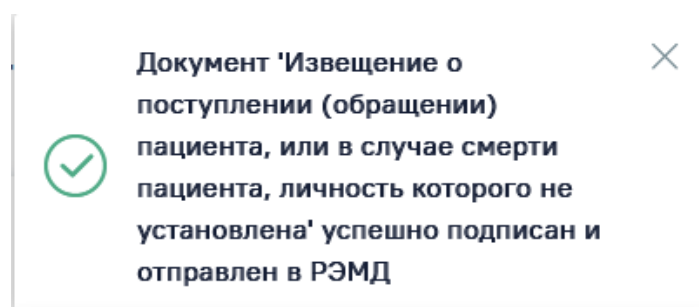 Документ 'Извещение о
поступлении (обращении)
пациента, или в случае смерти
пациента, личность которого не
установлена' успешно подписан и
отправлен в РЭМД